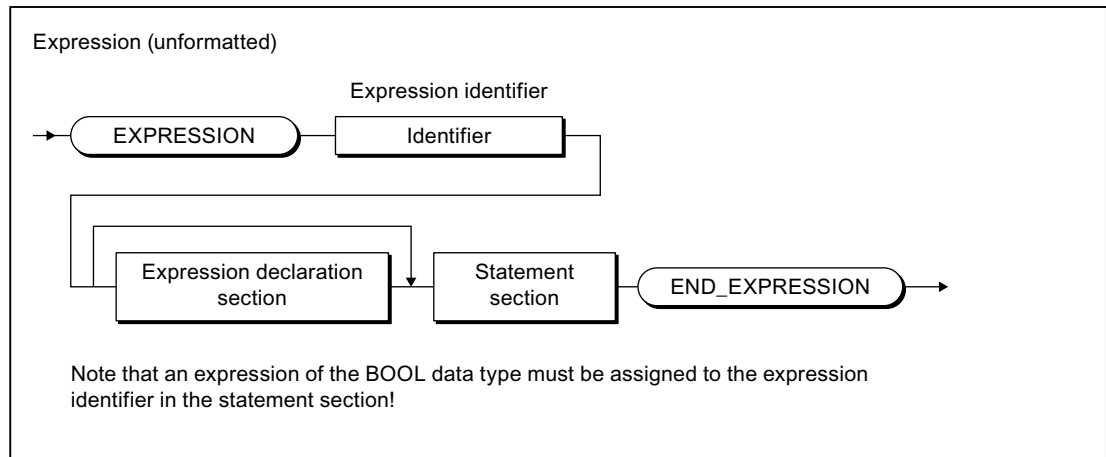 Expression (unformatted)
Expression identifier
EXPRESSION
Identifier
Expression declaration
section
Statement
section
END_EXPRESSION
Note that an expression of the BOOL data type must be assigned to the expression
identifier in the statement section!